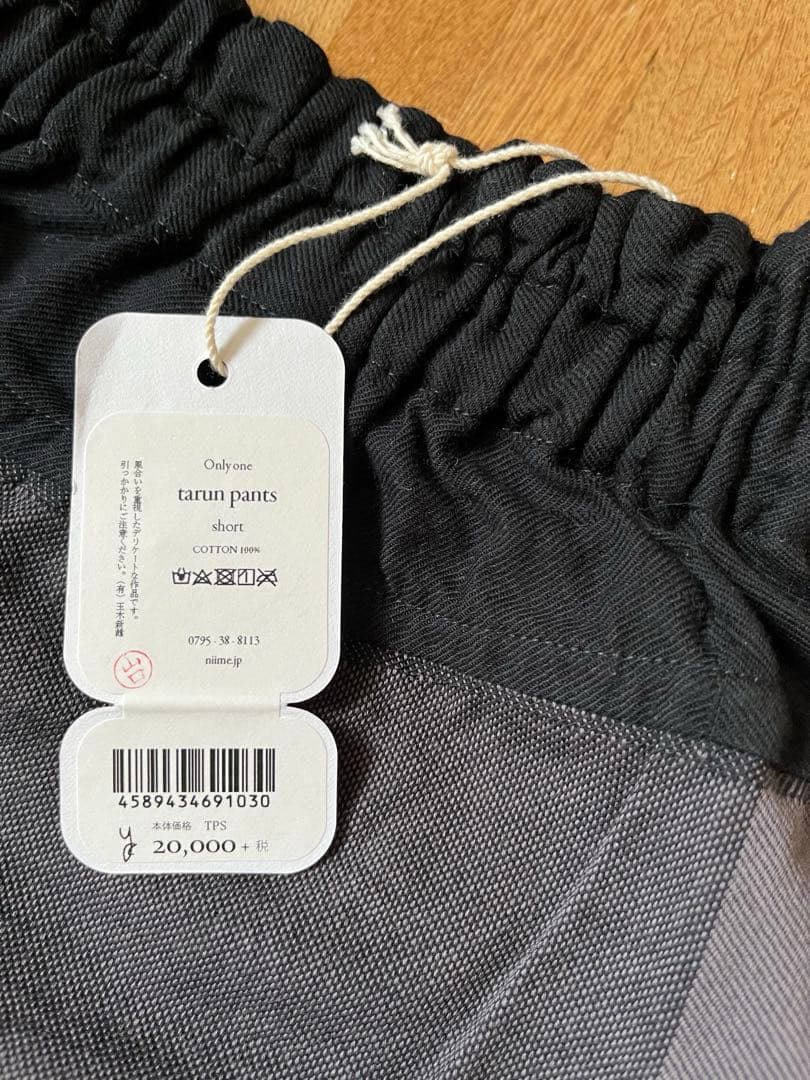 Only one
tarun pants
short
COTTON 100%
風合いを重視したデリケートな作品です。
引っかかりにご注意ください。(有)玉木新雌
0795-38-8113
niime.jp
山口
4589434691030
本体価格 TPS
20,000+税